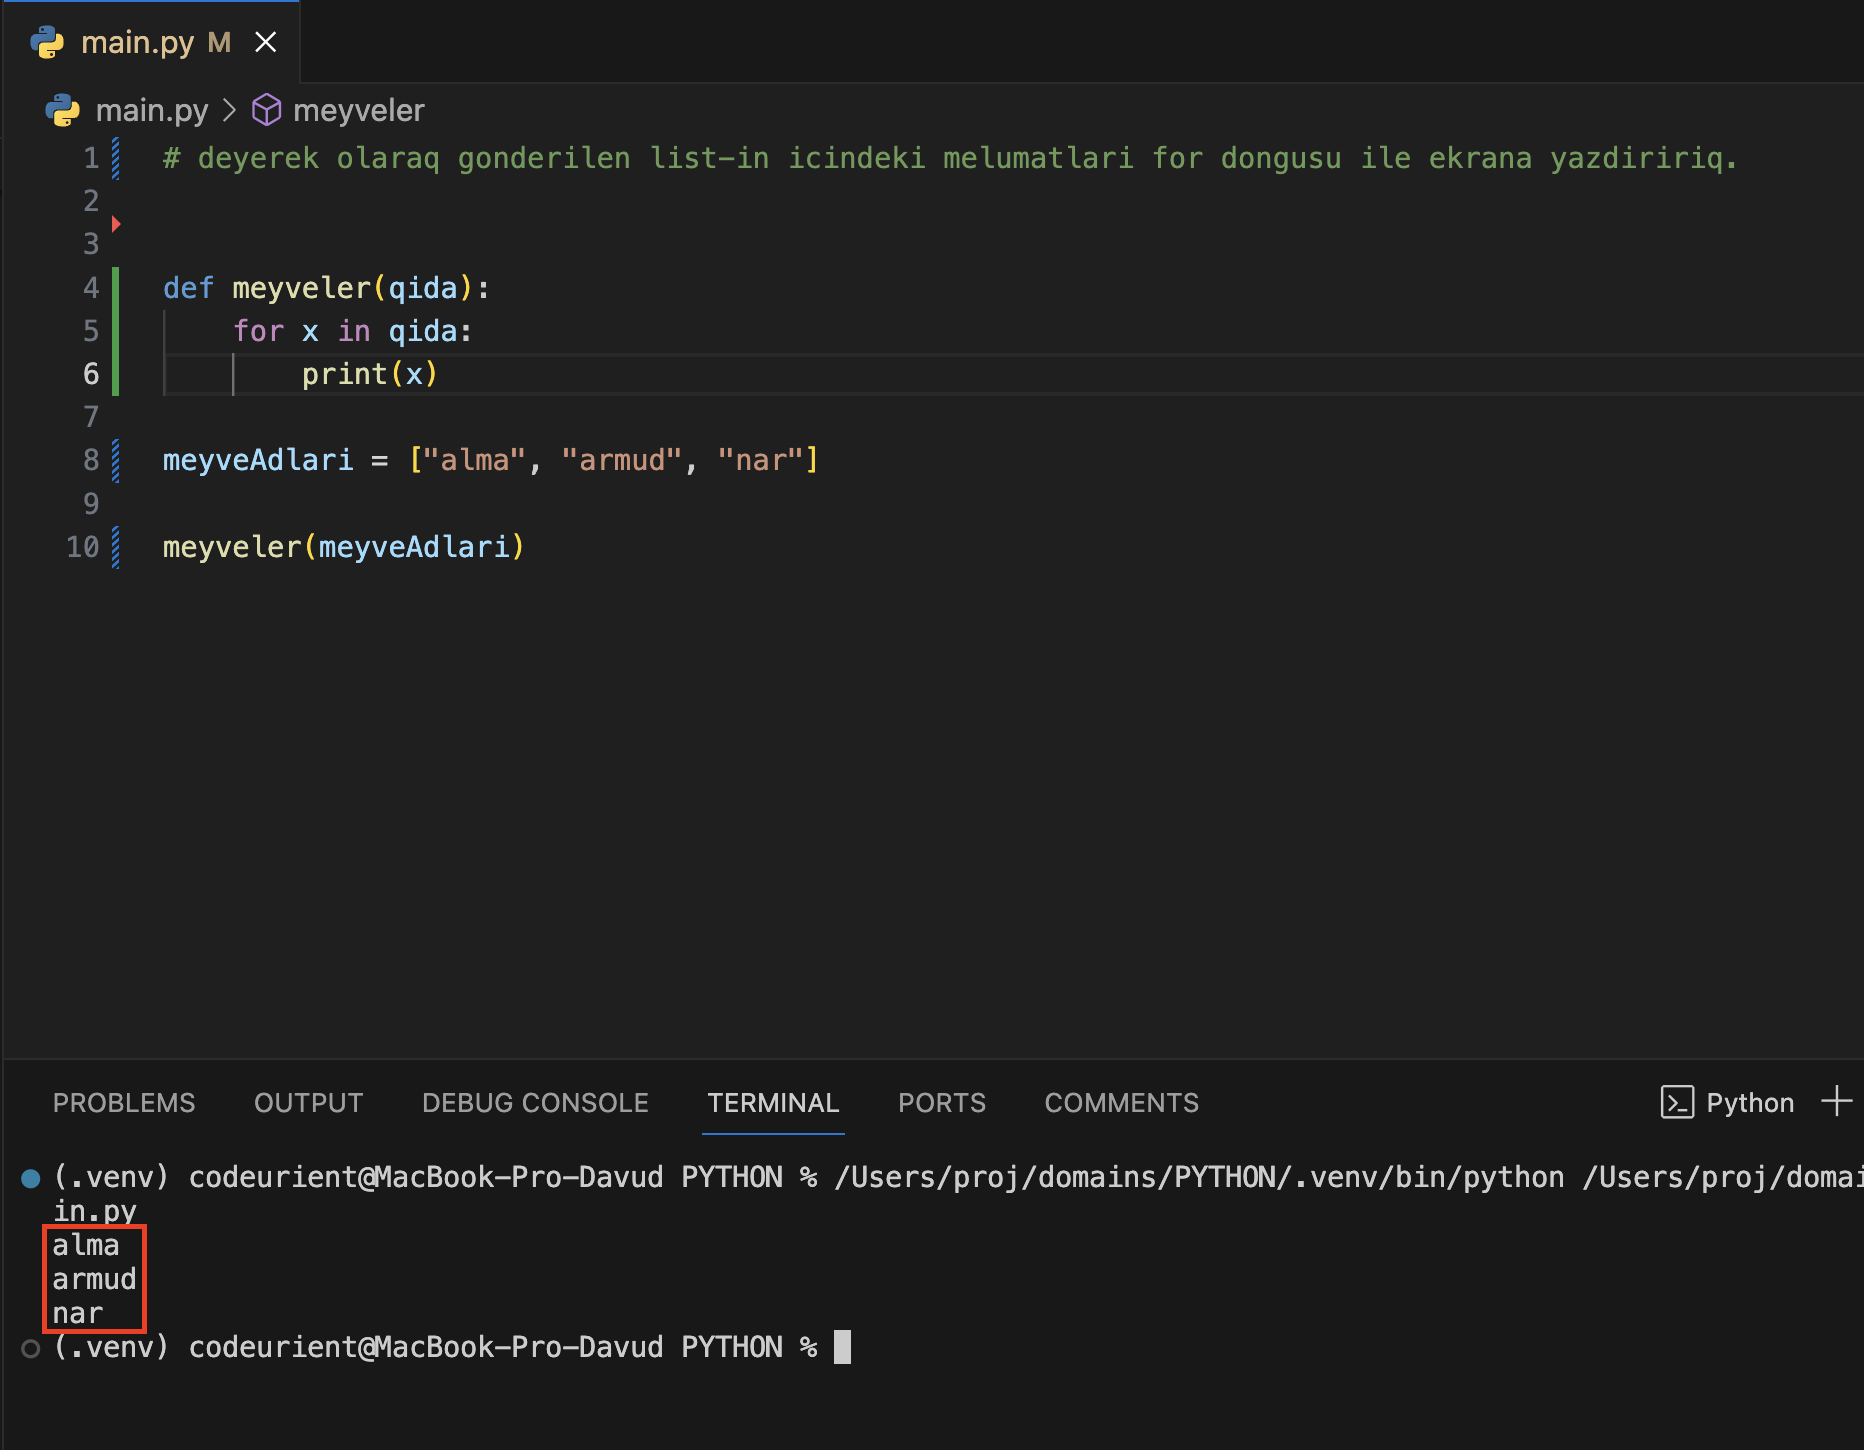 main.py M
main.py > meyveler
1 # deyerek olaraq gonderilen list-in icindeki melumatlari for dongusu ile ekrana yazdiririq.
2
3
4 def meyveler(qida):
5     for x in qida:
6         print(x)
7
8 meyveAdlari = ["alma", "armud", "nar"]
9
10 meyveler(meyveAdlari)
PROBLEMS OUTPUT DEBUG CONSOLE TERMINAL PORTS COMMENTS Python
(.venv) codeurient@MacBook-Pro-Davud PYTHON % /Users/proj/domains/PYTHON/.venv/bin/python /Users/proj/domai
in.py
alma
armud
nar
(.venv) codeurient@MacBook-Pro-Davud PYTHON %